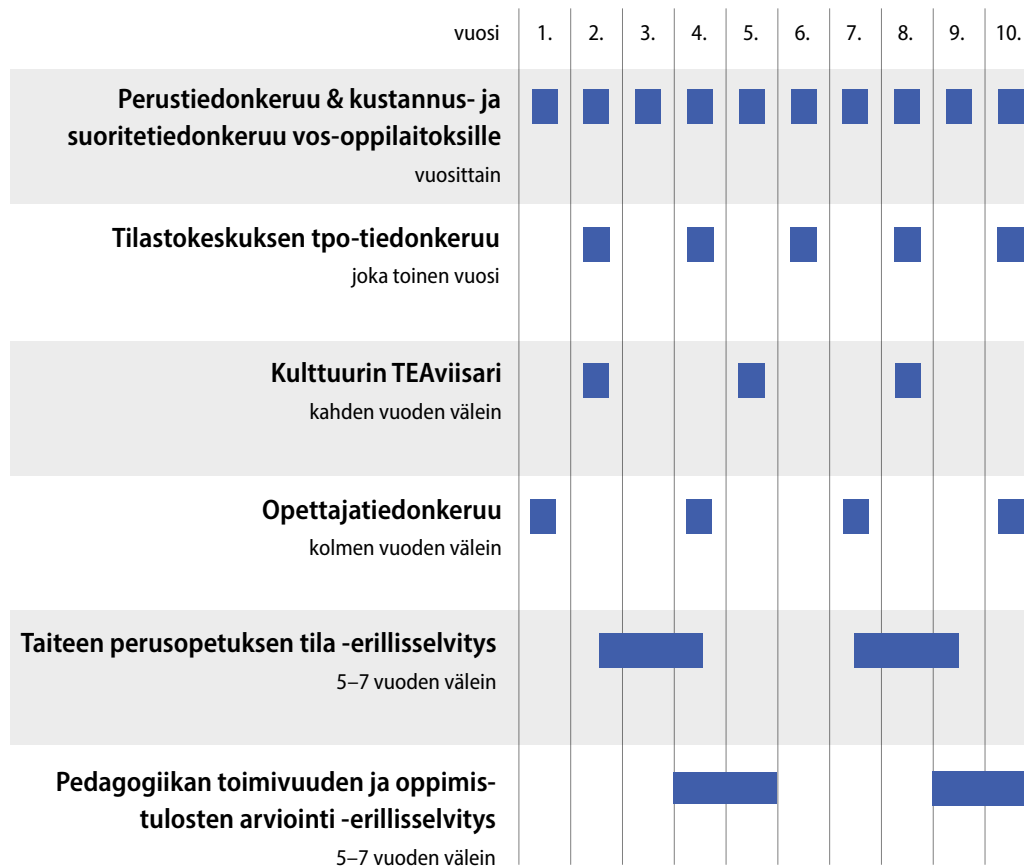 vuosi 1. 2. 3. 4. 5. 6. 7. 8. 9. 10.
Perustiedonkeruu & kustannus- ja
suoritetiedonkeruu vos-oppilaitoksille
vuosittain
Tilastokeskuksen tpo-tiedonkeruu
joka toinen vuosi
Kulttuurin TEAviisari
kahden vuoden välein
Opettajatiedonkeruu
kolmen vuoden välein
Taiteen perusopetuksen tila -erillisselvitys
5–7 vuoden välein
Pedagogiikan toimivuuden ja oppimis-
tulosten arviointi -erillisselvitys
5–7 vuoden välein